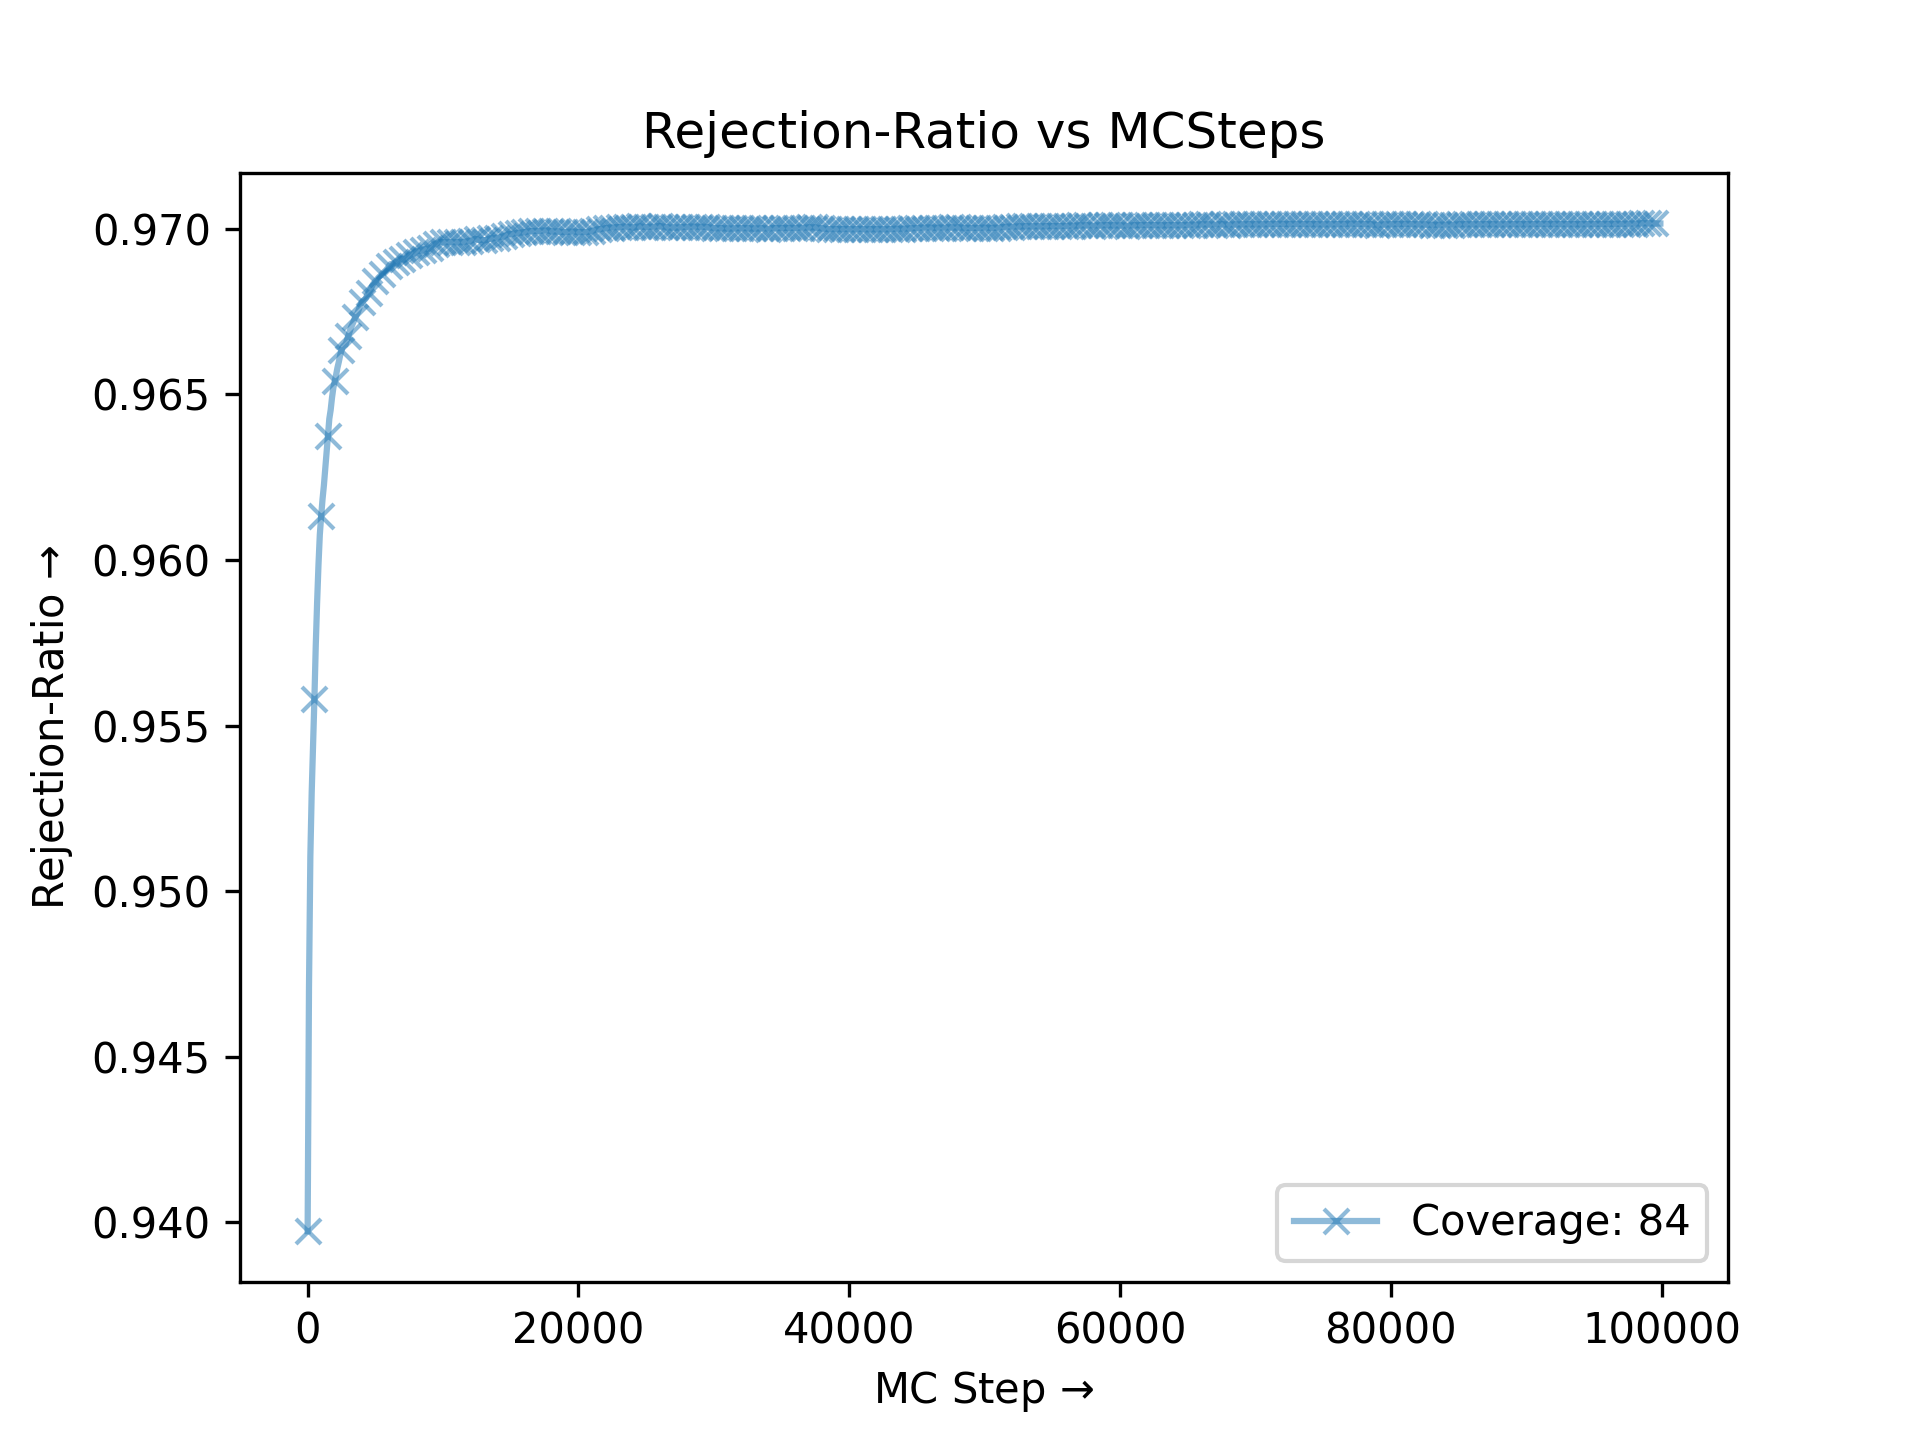 Rejection-Ratio vs MCSteps
Rejection-Ratio →
0.970
0.965
0.960
0.955
0.950
0.945
0.940
Coverage: 84
0 20000 40000 60000 80000 100000
MC Step →